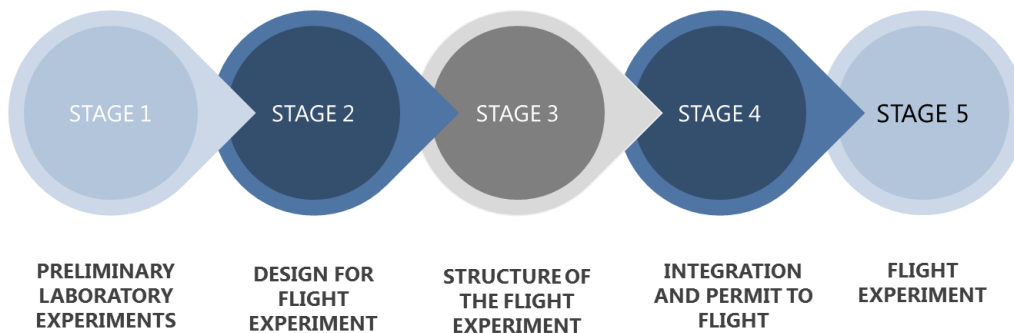 STAGE 1
STAGE 2
STAGE 3
STAGE 4
STAGE 5
PRELIMINARY
LABORATORY
EXPERIMENTS
DESIGN FOR
FLIGHT
EXPERIMENT
STRUCTURE OF
THE FLIGHT
EXPERIMENT
INTEGRATION
AND PERMIT TO
FLIGHT
FLIGHT
EXPERIMENT